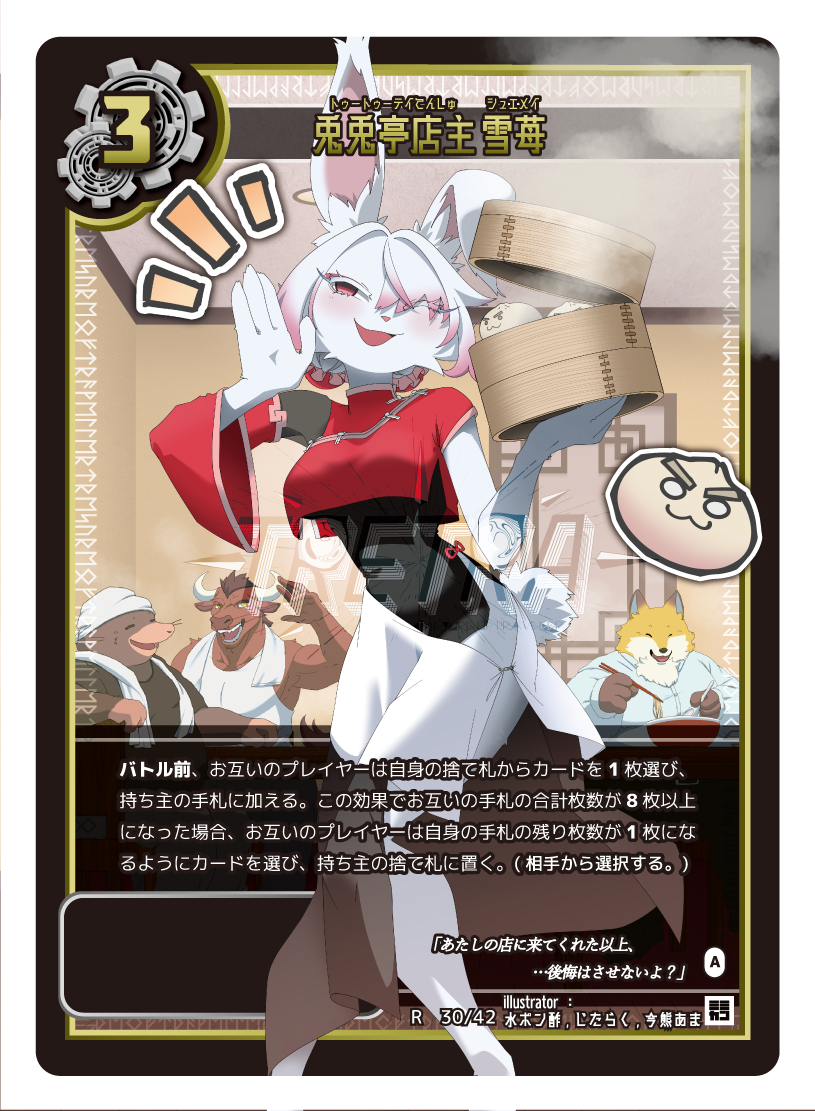 3
トゥートゥーテイてんしゅ シュエメイ
兎兎亭店主 雪苺
TRETNA
バトル前、お互いのプレイヤーは自身の捨て札からカードを1枚選び、
持ち主の手札に加える。この効果でお互いの手札の合計枚数が8枚以上
になった場合、お互いのプレイヤーは自身の手札の残り枚数が1枚にな
るようにカードを選び、持ち主の捨て札に置く。(相手から選択する。)
「あたしの店に来てくれた以上、
…後悔はさせないよ?」
A
R 30/42
illustrator :
水ポン酢 , じたらく , 今熊あま